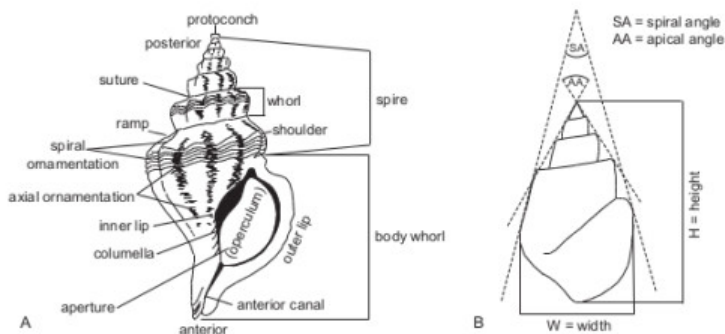 protoconch
posterior
suture
whorl
spire
ramp
shoulder
spiral
ornamentation
axial ornamentation
inner lip
columella
(operculum)
outer lip
body whorl
aperture
anterior canal
anterior
A
SA = spiral angle
AA = apical angle
SA
AA
H = height
W = width
B